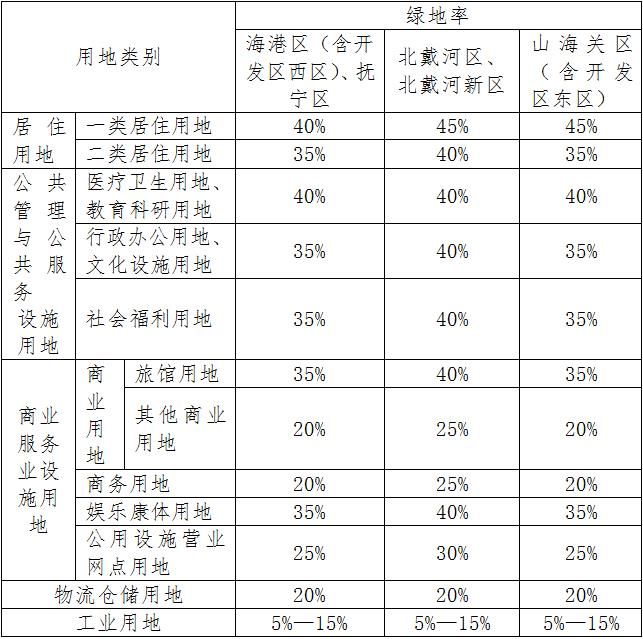 用地类别
绿地率
海港区（含开
发区西区）、抚
宁区
北戴河区、
北戴河新区
山海关区
（含开发
区东区）
居住
用地
一类居住用地
40%
45%
45%
二类居住用地
35%
40%
35%
公共
管理
与公
共服
务
设施
用地
医疗卫生用地、
教育科研用地
40%
40%
40%
行政办公用地、
文化设施用地
35%
40%
35%
社会福利用地
35%
40%
35%
商业
服务
业设
施用
地
商
业
用
地
旅馆用地
35%
40%
35%
其他商业
用地
20%
25%
20%
商务用地
20%
25%
20%
娱乐康体用地
35%
40%
35%
公用设施营业
网点用地
25%
30%
25%
物流仓储用地
20%
20%
20%
工业用地
5%—15%
5%—15%
5%—15%